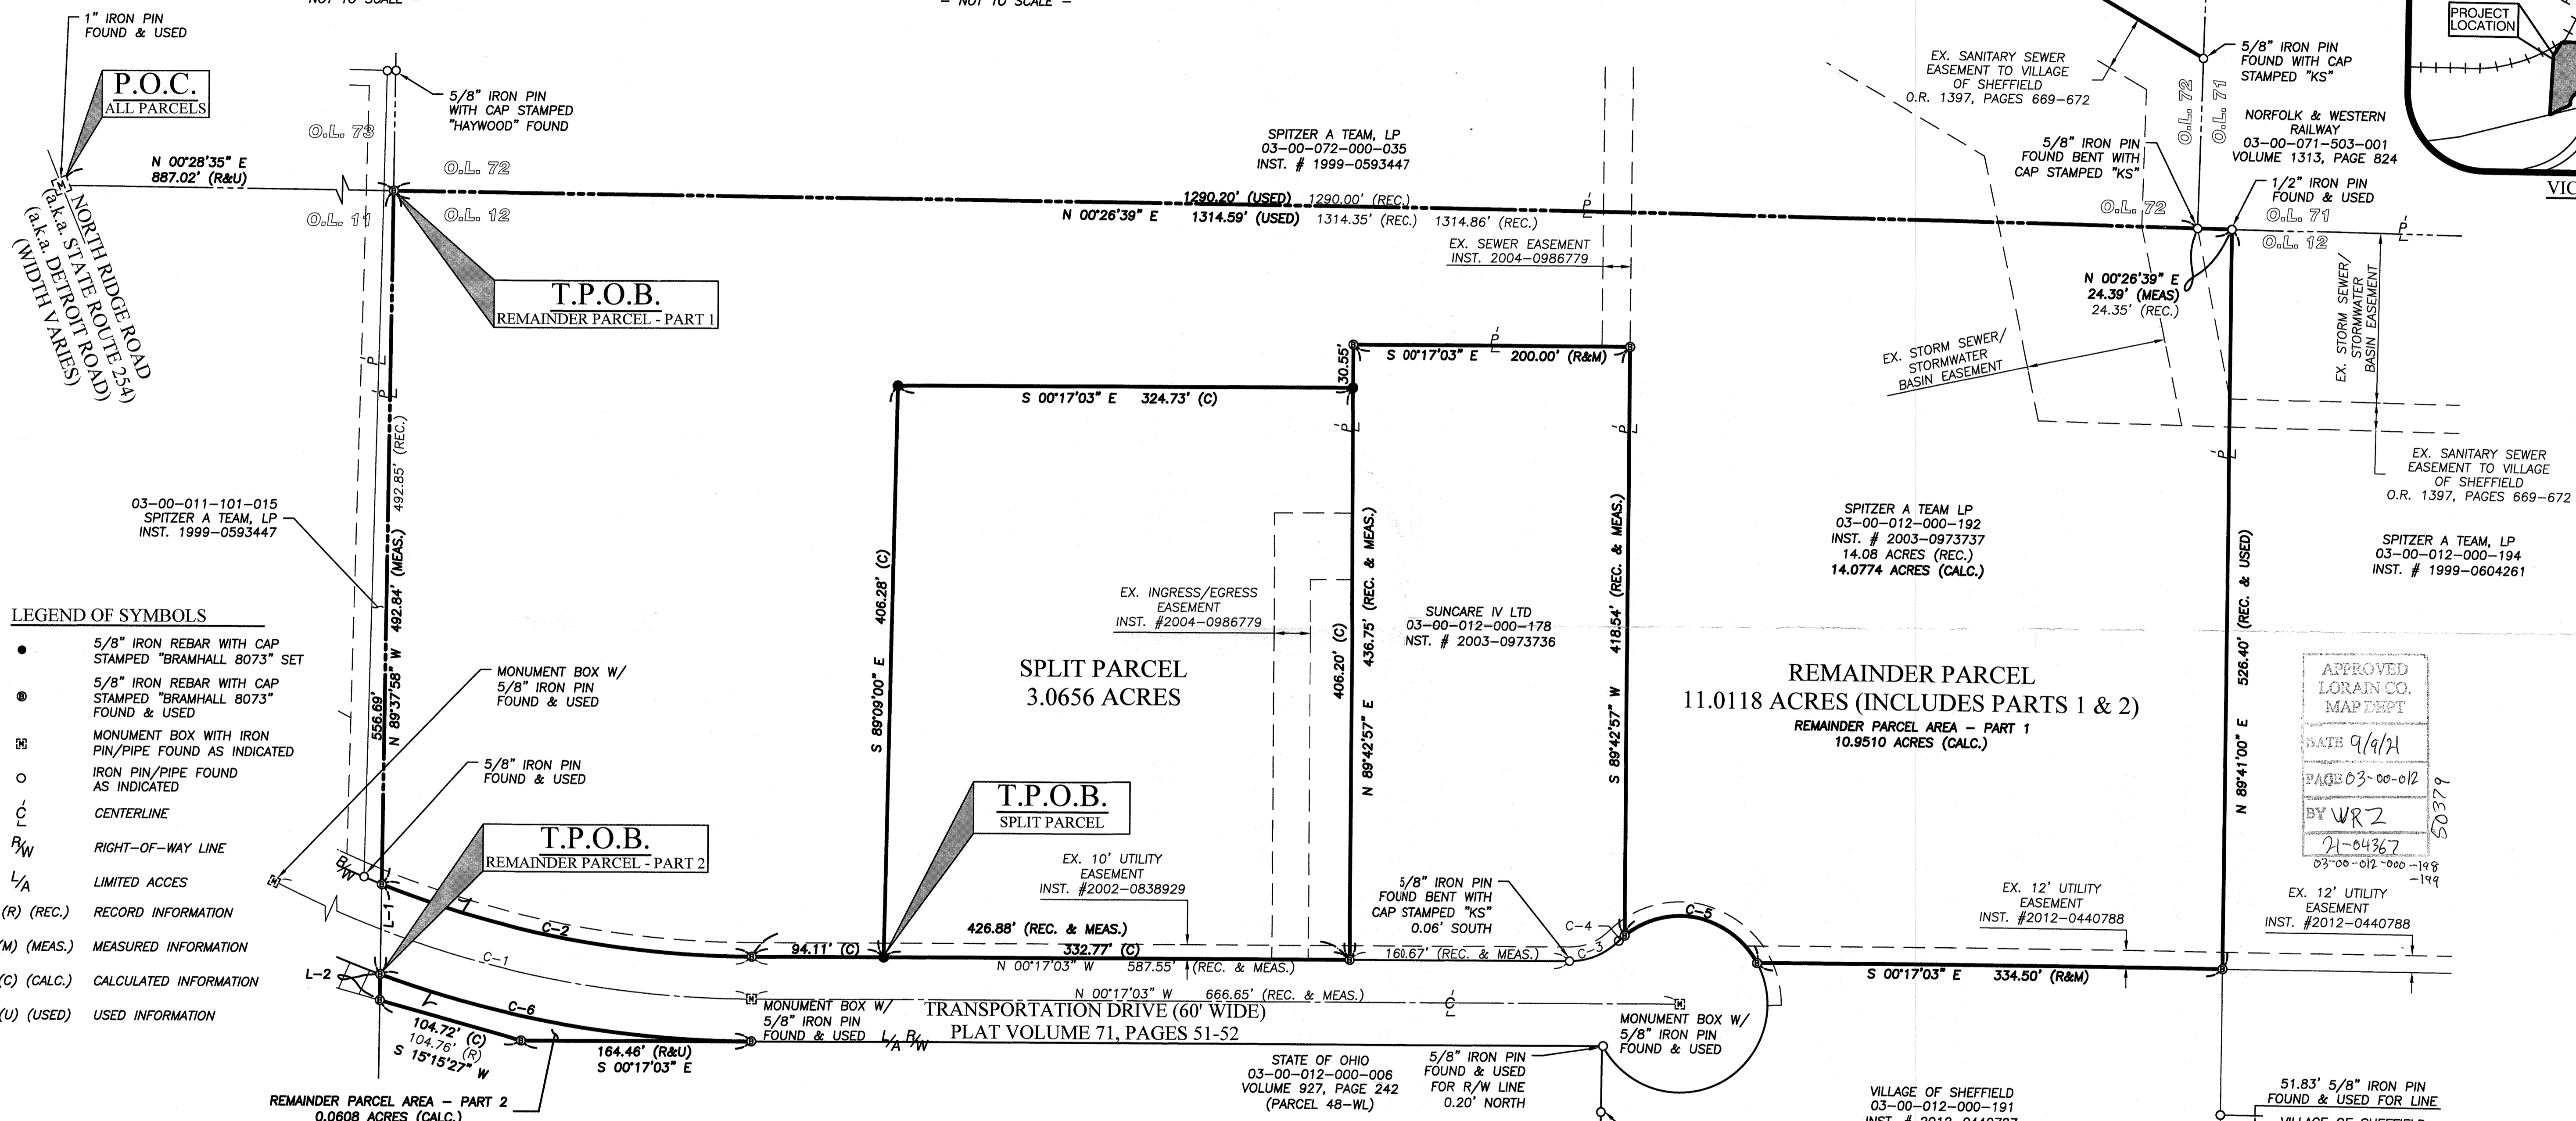 NOT TO SCALE -
- NOT TO SCALE -
1" IRON PIN
FOUND & USED
P.O.C.
ALL PARCELS
N 00°28'35" E
887.02' (R&U)
NORTH RIDGE ROAD
(a.k.a. STATE ROUTE 254)
(a.k.a. DETROIT ROAD)
(WIDTH VARIES)
5/8" IRON PIN
WITH CAP STAMPED
"HAYWOOD" FOUND
O.L. 73
O.L. 72
O.L. 11
O.L. 12
T.P.O.B.
REMAINDER PARCEL - PART 1
SPITZER A TEAM, LP
03-00-072-000-035
INST. # 1999-0593447
1290.20' (USED) 1290.00' (REC.)
N 00°26'39" E 1314.59' (USED) 1314.35' (REC.) 1314.86' (REC.)
EX. SEWER EASEMENT
INST. 2004-0986779
EX. SANITARY SEWER
EASEMENT TO VILLAGE
OF SHEFFIELD
O.R. 1397, PAGES 669-672
5/8" IRON PIN
FOUND WITH CAP
STAMPED "KS"
O.L. 72
O.L. 71
NORFOLK & WESTERN
RAILWAY
03-00-071-503-001
VOLUME 1313, PAGE 824
5/8" IRON PIN
FOUND BENT WITH
CAP STAMPED "KS"
1/2" IRON PIN
FOUND & USED
O.L. 72
O.L. 71
O.L. 12
PROJECT
LOCATION
VIC
N 00°26'39" E
24.39' (MEAS)
24.35' (REC.)
EX. STORM SEWER/
STORMWATER
BASIN EASEMENT
EX. STORM SEWER/
STORMWATER
BASIN EASEMENT
EX. SANITARY SEWER
EASEMENT TO VILLAGE
OF SHEFFIELD
O.R. 1397, PAGES 669-672
S 00°17'03" E 324.73' (C)
30.55'
S 00°17'03" E 200.00' (R&M)
03-00-011-101-015
SPITZER A TEAM, LP
INST. 1999-0593447
556.69'
N 89°37'58" W 492.84' (MEAS.) 492.85' (REC.)
S 89°09'00" E 406.28' (C)
EX. INGRESS/EGRESS
EASEMENT
INST. #2004-0986779
SPLIT PARCEL
3.0656 ACRES
406.20' (C)
N 89°42'57" E 436.75' (REC. & MEAS.)
SUNCARE IV LTD
03-00-012-000-178
NST. # 2003-0973736
S 89°42'57" W 418.54' (REC. & MEAS.)
SPITZER A TEAM LP
03-00-012-000-192
INST. # 2003-0973737
14.08 ACRES (REC.)
14.0774 ACRES (CALC.)
REMAINDER PARCEL
11.0118 ACRES (INCLUDES PARTS 1 & 2)
REMAINDER PARCEL AREA - PART 1
10.9510 ACRES (CALC.)
N 89°41'00" E 526.40' (REC. & USED)
SPITZER A TEAM, LP
03-00-012-000-194
INST. # 1999-0604261
APPROVED
LORAIN CO.
MAP DEPT
DATE 9/9/21
PAGE 03-00-012
BY WRZ
21-04367
03-00-012-000-198
-199
50379
LEGEND OF SYMBOLS
5/8" IRON REBAR WITH CAP
STAMPED "BRAMHALL 8073" SET
5/8" IRON REBAR WITH CAP
STAMPED "BRAMHALL 8073"
FOUND & USED
MONUMENT BOX WITH IRON
PIN/PIPE FOUND AS INDICATED
IRON PIN/PIPE FOUND
AS INDICATED
CENTERLINE
R/W RIGHT-OF-WAY LINE
L/A LIMITED ACCES
(R) (REC.) RECORD INFORMATION
(M) (MEAS.) MEASURED INFORMATION
(C) (CALC.) CALCULATED INFORMATION
(U) (USED) USED INFORMATION
MONUMENT BOX W/
5/8" IRON PIN
FOUND & USED
5/8" IRON PIN
FOUND & USED
T.P.O.B.
REMAINDER PARCEL - PART 2
T.P.O.B.
SPLIT PARCEL
R/W
L-1
L-2
C-2
C-1
C-6
94.11' (C)
EX. 10' UTILITY
EASEMENT
INST. #2002-0838929
426.88' (REC. & MEAS.)
332.77' (C)
N 00°17'03" W 587.55' (REC. & MEAS.)
160.67' (REC. & MEAS.)
5/8" IRON PIN
FOUND BENT WITH
CAP STAMPED "KS"
0.06' SOUTH
C-4
C-3
C-5
S 00°17'03" E 334.50' (R&M)
EX. 12' UTILITY
EASEMENT
INST. #2012-0440788
EX. 12' UTILITY
EASEMENT
INST. #2012-0440788
N 00°17'03" W 666.65' (REC. & MEAS.)
MONUMENT BOX W/
5/8" IRON PIN
FOUND & USED
L/A R/W
TRANSPORTATION DRIVE (60' WIDE)
PLAT VOLUME 71, PAGES 51-52
MONUMENT BOX W/
5/8" IRON PIN
FOUND & USED
104.72' (C)
104.76' (R)
S 15°15'27" W
164.46' (R&U)
S 00°17'03" E
REMAINDER PARCEL AREA - PART 2
0.0608 ACRES (CALC.)
STATE OF OHIO
03-00-012-000-006
VOLUME 927, PAGE 242
(PARCEL 48-WL)
5/8" IRON PIN
FOUND & USED
FOR R/W LINE
0.20' NORTH
VILLAGE OF SHEFFIELD
03-00-012-000-191
INST. # 2012-0440787
51.83' 5/8" IRON PIN
FOUND & USED FOR LINE
VILLAGE OF SHEFFIELD